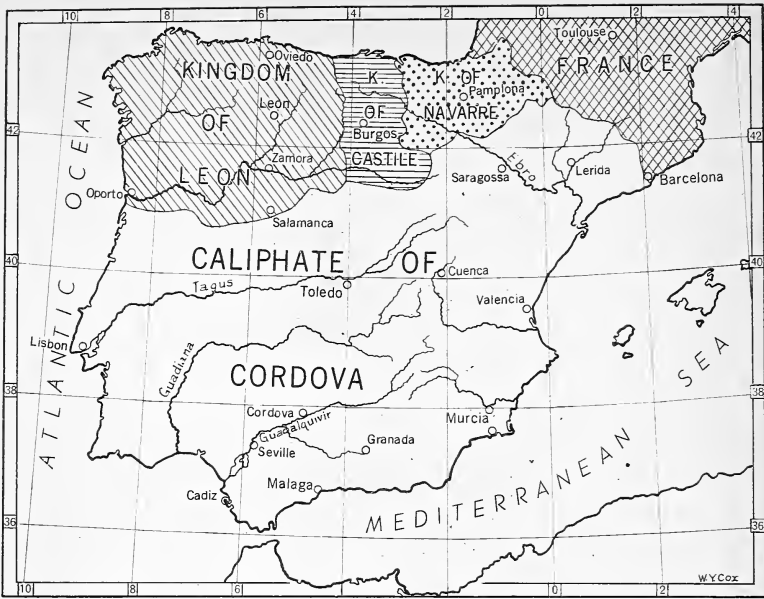 10 8 6 4 2 0 2 4
Toulouse
Oviedo
KINGDOM K. K. OF FRANCE
Pamplona
León
OF OF NAVARRE
42 Burgos 42
Zamora CASTILE Ebro
LEON Saragossa Lerida
Oporto Barcelona
Salamanca
ATLANTIC OCEAN
40 CALIPHATE OF 40
Cuenca
Tagus
Toledo
Valencia
Lisbon
Guadiana
CORDOVA
38 38
Cordova Murcia
Guadalquivir
Seville Granada
Cadiz Malaga
MEDITERRANEAN SEA
36 36
W.Y.Cox
10 8 6 4 2 0 2